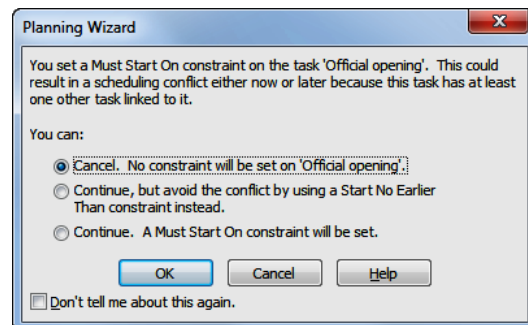 Planning Wizard
X
You set a Must Start On constraint on the task 'Official opening'. This could
result in a scheduling conflict either now or later because this task has at least
one other task linked to it.
You can:
Cancel. No constraint will be set on 'Official opening'.
Continue, but avoid the conflict by using a Start No Earlier
Than constraint instead.
Continue. A Must Start On constraint will be set.
OK Cancel Help
Don't tell me about this again.